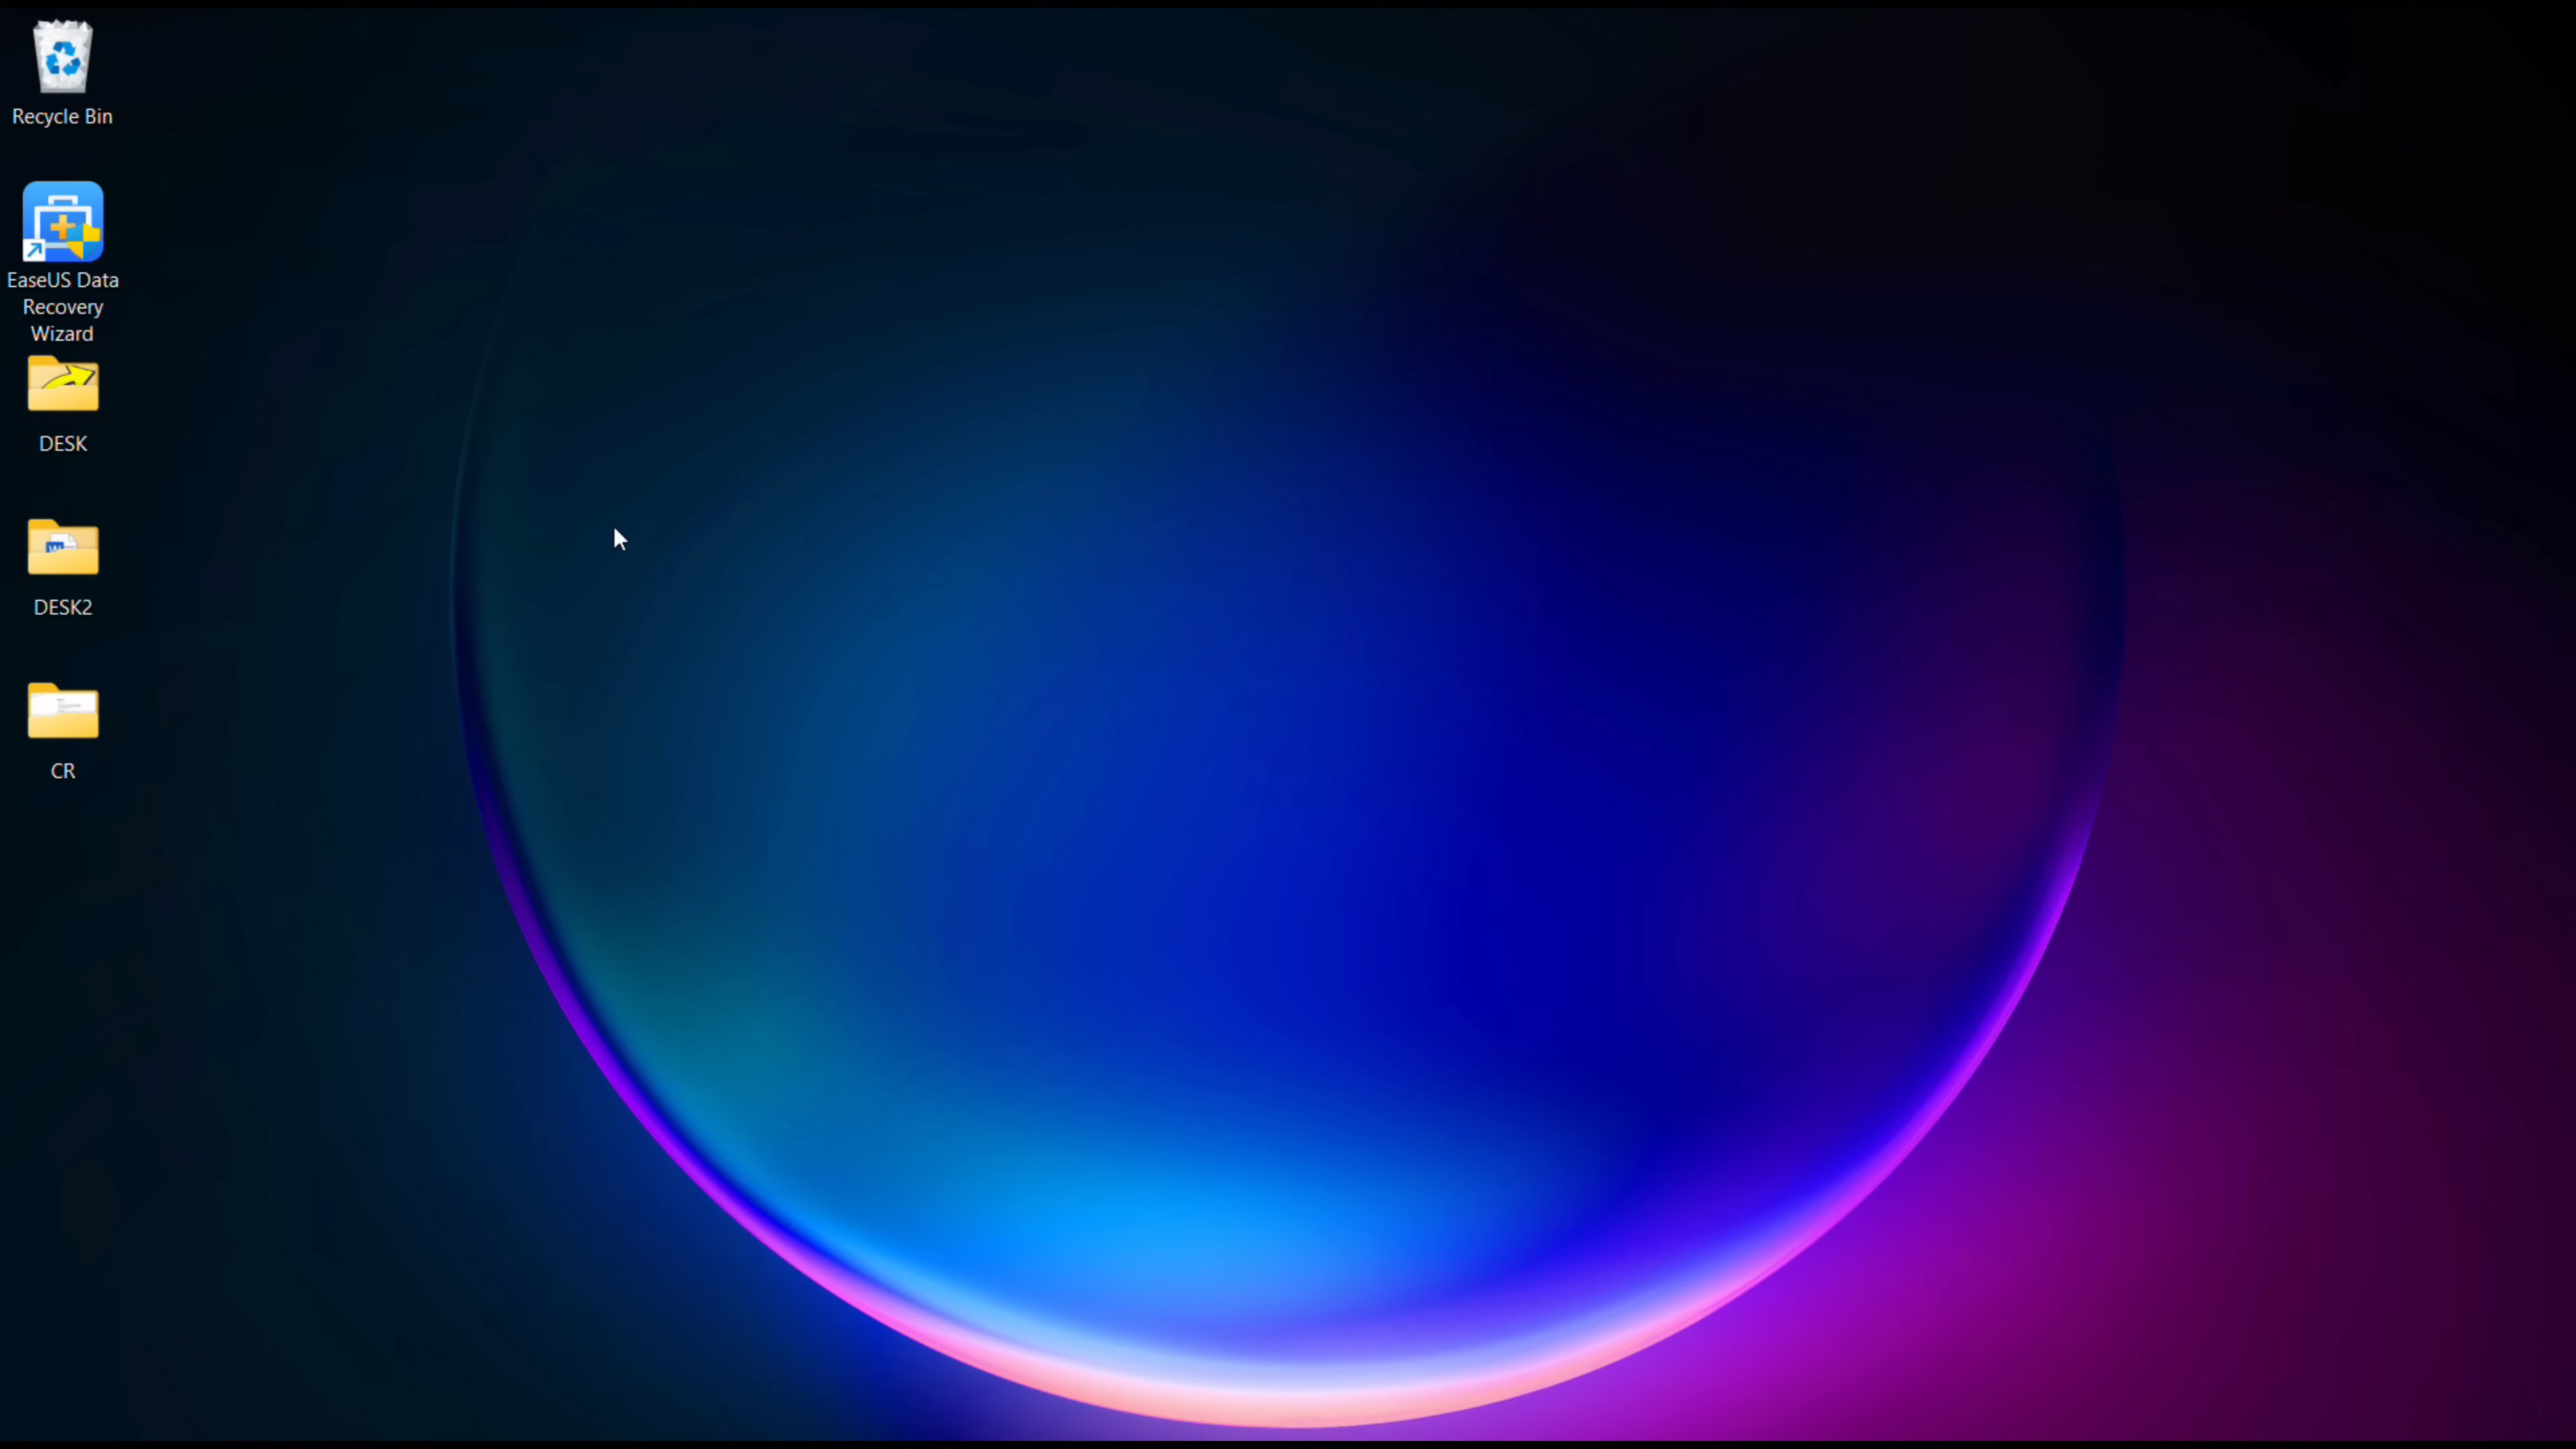 Recycle Bin
EaseUS Data
Recovery
Wizard
DESK
DESK2
CR